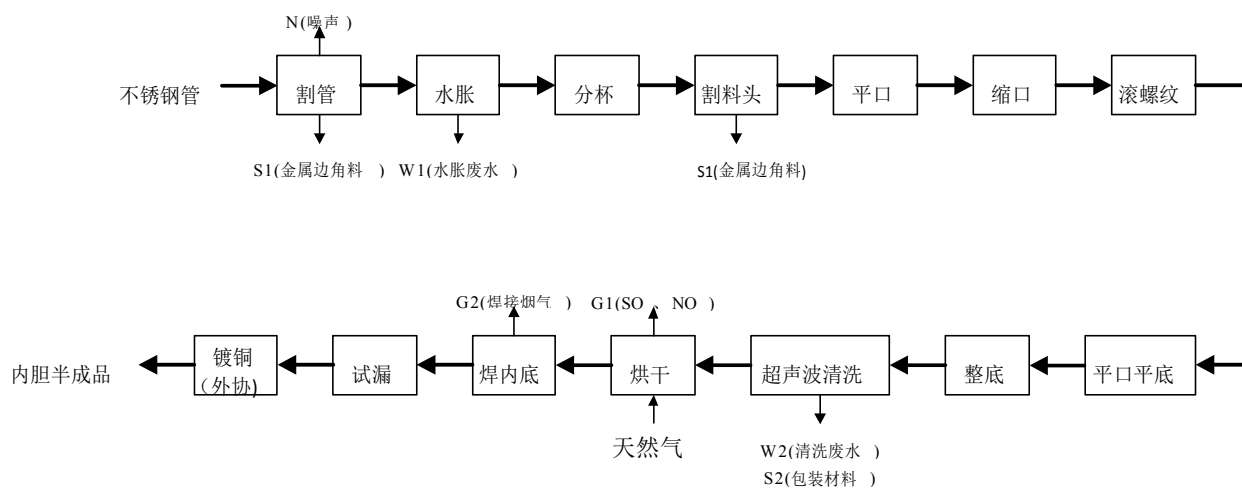 N(噪声 )
不锈钢管
割管
水胀
分杯
割料头
平口
缩口
滚螺纹
S1(金属边角料 )
W1(水胀废水 )
S1(金属边角料)
G2(焊接烟气 )
G1(SO 、NO )
内胆半成品
镀铜
(外协)
试漏
焊内底
烘干
超声波清洗
整底
平口平底
天然气
W2(清洗废水 )
S2(包装材料 )